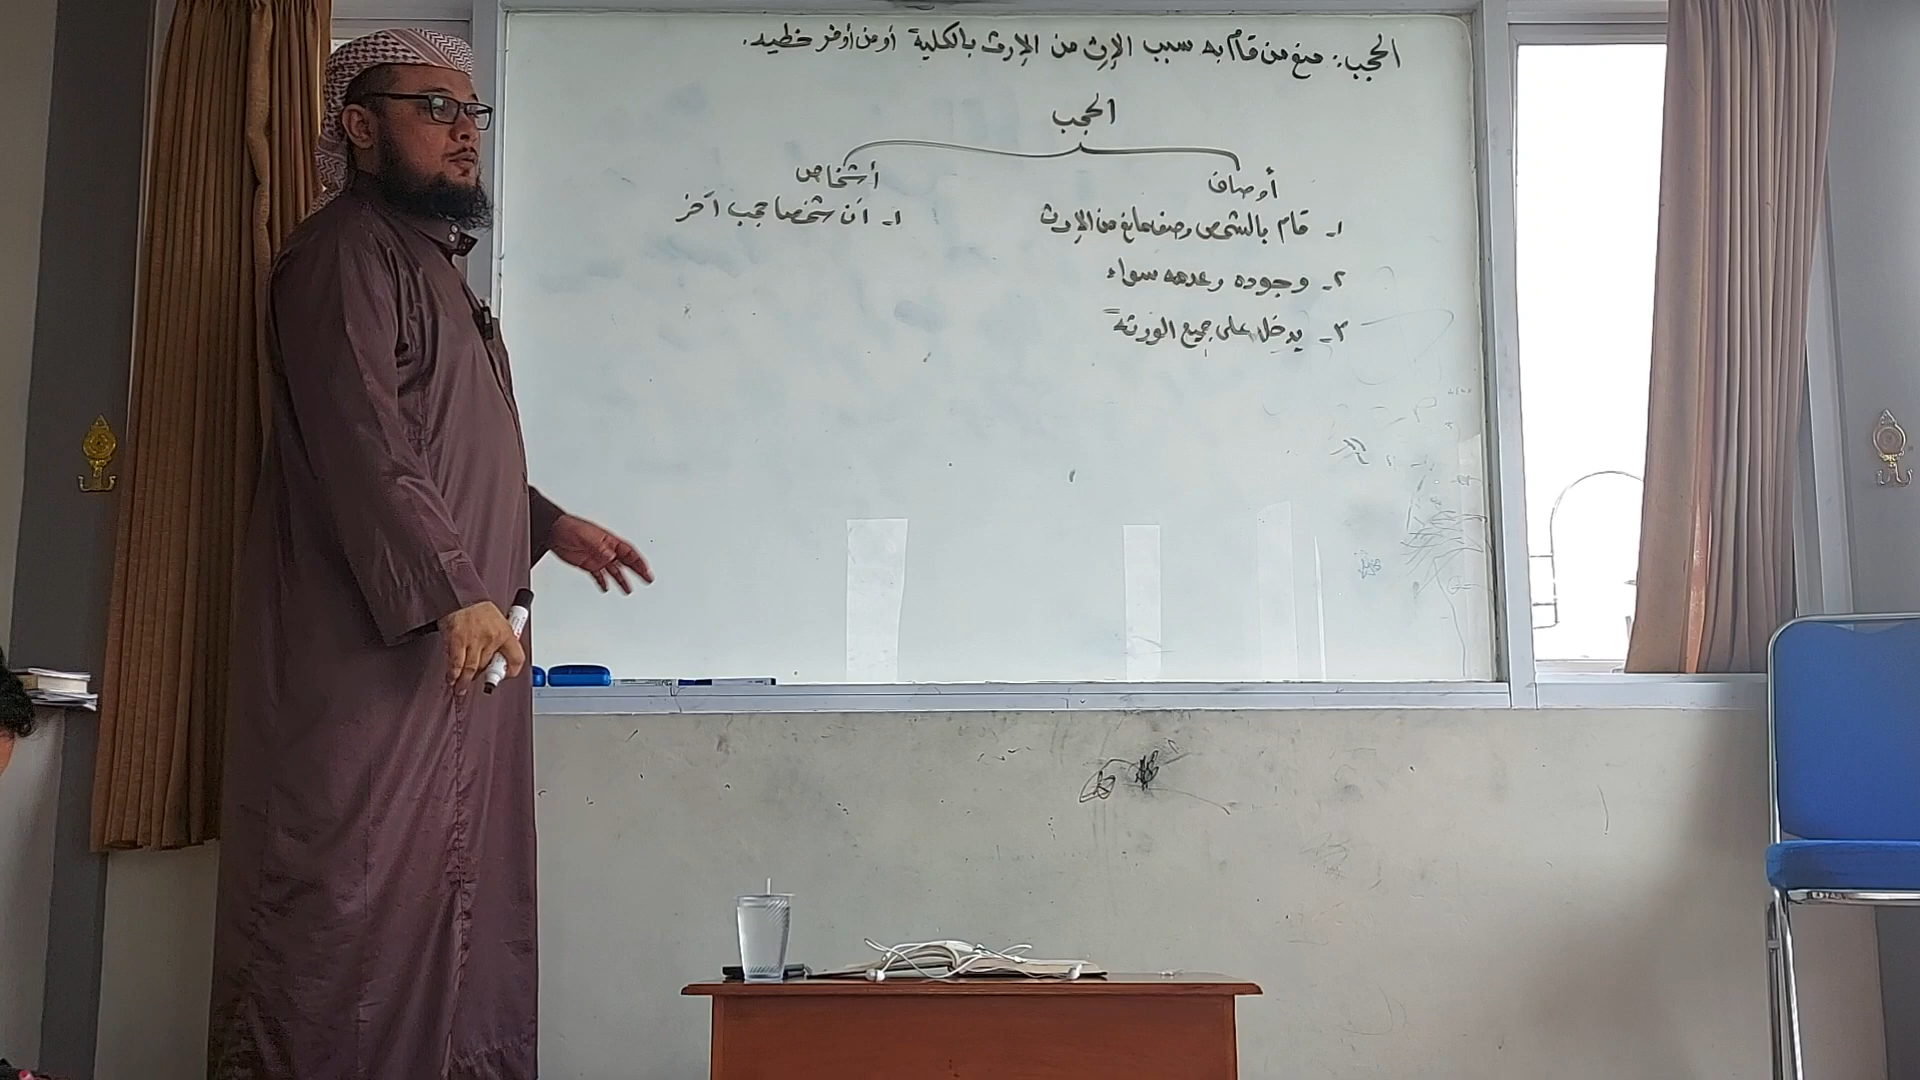 الحجب: منع من قام به سبب الإرث من الإرث بالكلية أو من أوفر حظيه.
الحجب
أوصاف
١- قام بالشخص وصف مانع من الإرث
٢- وجوده وعدمه سواء
٣- يدخل على جميع الورثة
أشخاص
١- أن شخصا حجب آخر